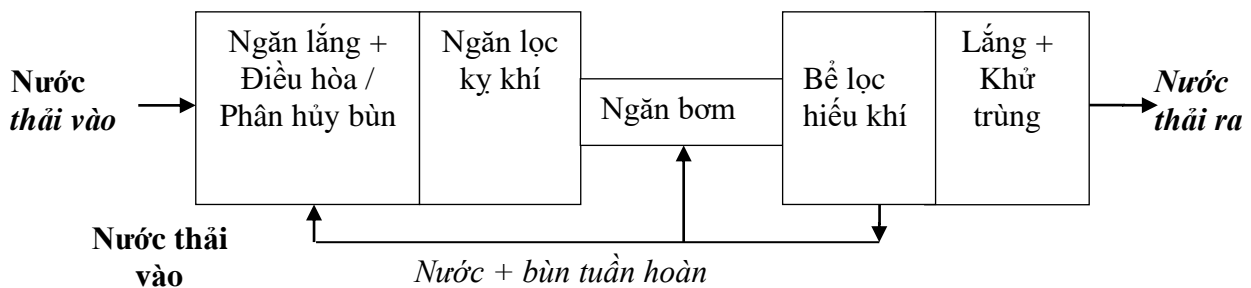 Nước
thải vào
Ngăn lắng +
Điều hòa /
Phân hủy bùn
Ngăn lọc
kỵ khí
Ngăn bơm
Bể lọc
hiếu khí
Lắng +
Khử
trùng
Nước
thải ra
Nước thải
vào
Nước + bùn tuần hoàn